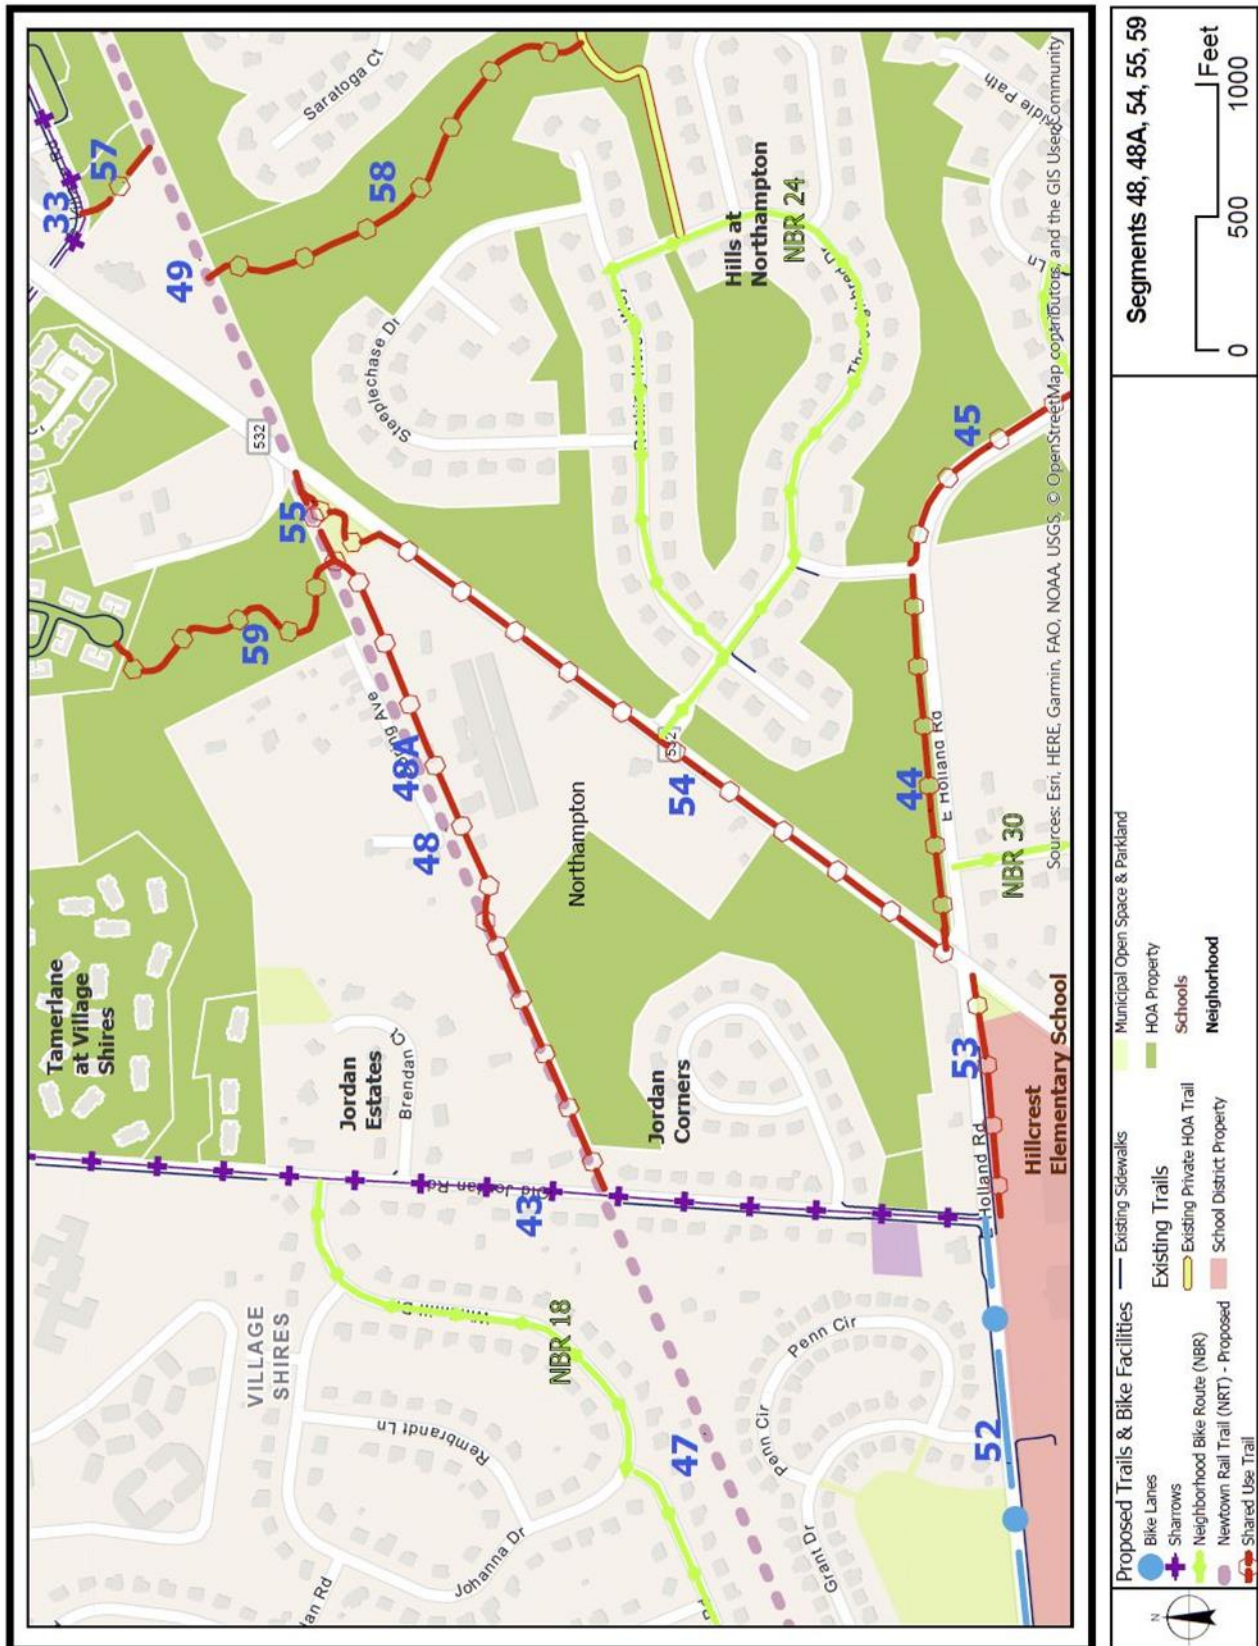 Segments 48, 48A, 54, 55, 59
0
500
1000
Feet
33
57
49
58
Saratoga Ct
532
Steeplechase Dr
Hills at
Northampton
NBR 24
55
59
48A
48
Northampton
532
54
45
44
E Holland Rd
NBR 30
Sources: Esri, HERE, Garmin, FAO, NOAA, USGS, © OpenStreetMap contributors, and the GIS User Community
Tamerlane
at Village
Shires
Jordan
Estates
Brendan Ct
Jordan
Corners
43
Old Jordan Rd
53
Holland Rd
Hillcrest
Elementary School
VILLAGE
SHIRES
NBR 18
Rembrandt Ln
Johanna Dr
47
Penn Cir
Penn Cir
Grant Dr
52
Proposed Trails & Bike Facilities
Bike Lanes
Sharrows
Neighborhood Bike Route (NBR)
Newtown Rail Trail (NRT) - Proposed
Shared Use Trail
Existing Sidewalks
Existing Trails
Existing Private HOA Trail
School District Property
Municipal Open Space & Parkland
HOA Property
Schools
Neighborhood
N